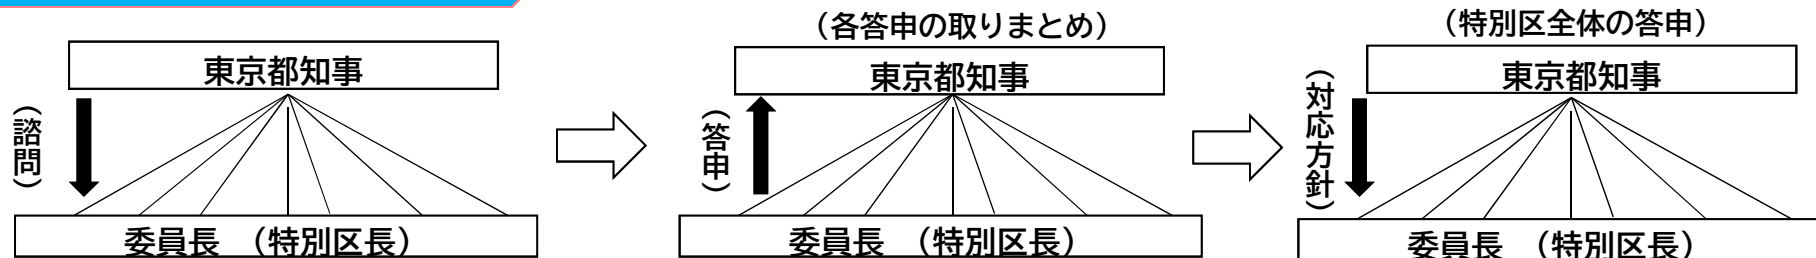 東京都知事
（諮問）
委員長　（特別区長）
（各答申の取りまとめ）
東京都知事
（答申）
委員長　（特別区長）
（特別区全体の答申）
東京都知事
（対応方針）
委員長　（特別区長）